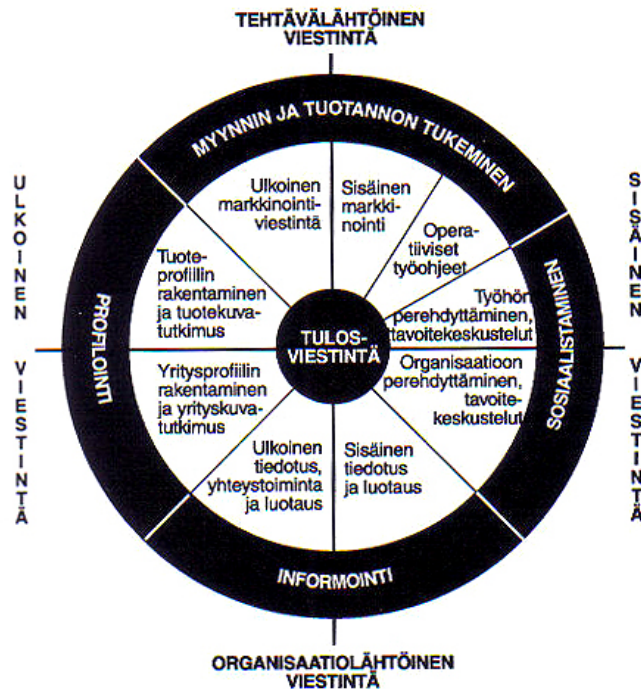 TEHTÄVÄLÄHTÖINEN
VIESTINTÄ
MYYNNIN JA TUOTANNON TUKEMINEN
ULKOINEN
VIESTINTÄ
SISÄINEN
VIESTINTÄ
PROFILOINTI
SOSIAALISTAMINEN
Ulkoinen
markkinointi-
viestintä
Sisäinen
markki-
nointi
Opera-
tiiviset
työohjeet
Tuote-
profiilin
rakentaminen
ja tuotekuva-
tutkimus
Työhön
perehdyttäminen,
tavoitekeskustelut
TULOS-
VIESTINTÄ
Yritysprofiilin
rakentaminen
ja yrityskuva-
tutkimus
Organisaatioon
perehdyttäminen,
tavoite-
keskustelut
Ulkoinen
tiedotus,
yhteystoiminta
ja luotaus
Sisäinen
tiedotus
ja luotaus
INFORMOINTI
ORGANISAATIOLÄHTÖINEN
VIESTINTÄ